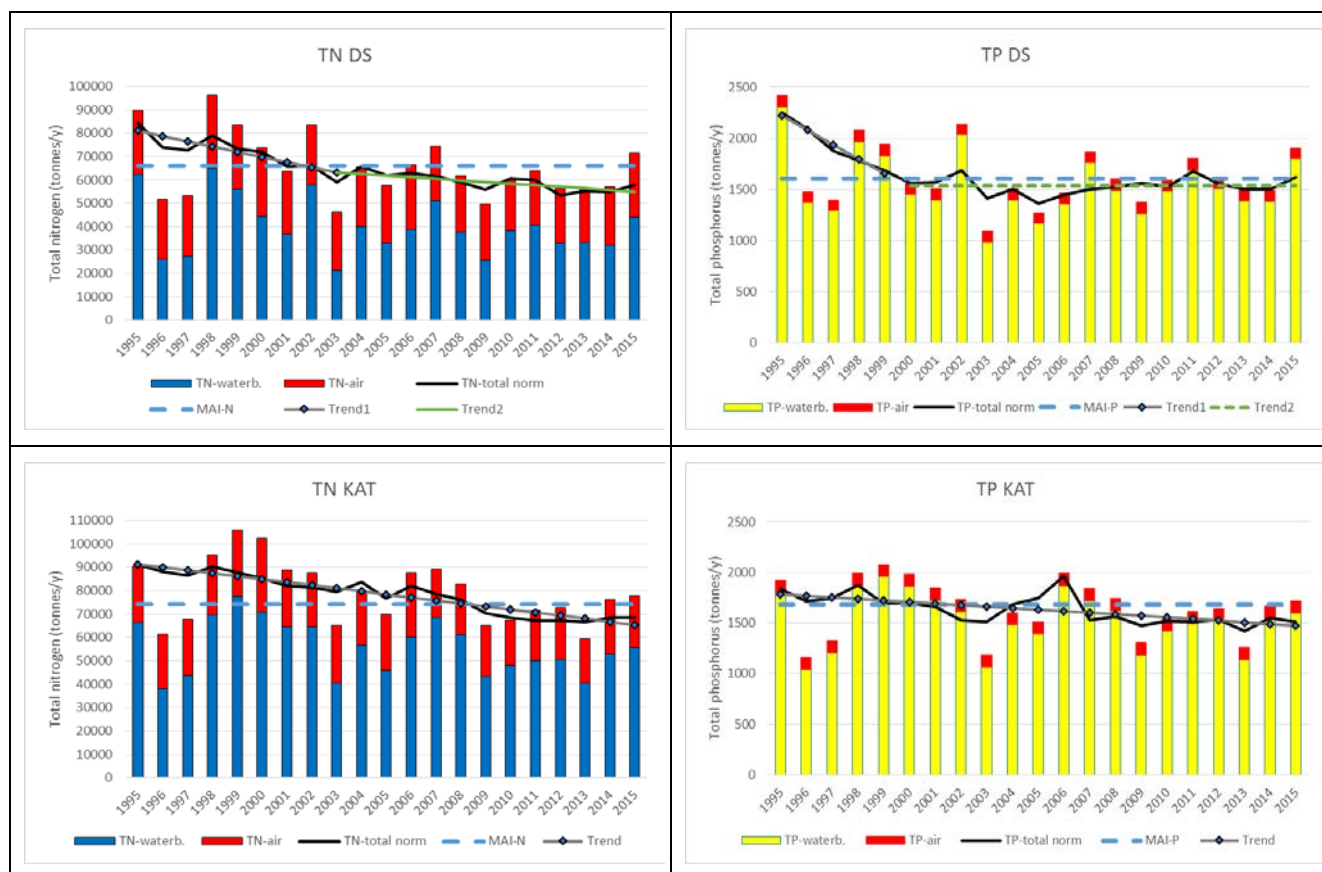 TN DS
Total nitrogen (tonnes/y)
100000
90000
80000
70000
60000
50000
40000
30000
20000
10000
0
1995 1996 1997 1998 1999 2000 2001 2002 2003 2004 2005 2006 2007 2008 2009 2010 2011 2012 2013 2014 2015
TN-waterb. TN-air TN-total norm
MAI-N Trend1 Trend2
TP DS
Total phosphorus (tonnes/y)
2500
2000
1500
1000
500
0
1995 1996 1997 1998 1999 2000 2001 2002 2003 2004 2005 2006 2007 2008 2009 2010 2011 2012 2013 2014 2015
TP-waterb. TP-air TP-total norm MAI-P Trend1 Trend2
TN KAT
Total nitrogen (tonnes/y)
110000
100000
90000
80000
70000
60000
50000
40000
30000
20000
10000
0
1995 1996 1997 1998 1999 2000 2001 2002 2003 2004 2005 2006 2007 2008 2009 2010 2011 2012 2013 2014 2015
TN-waterb. TN-air TN-total norm MAI-N Trend
TP KAT
Total phosphorus (tonnes/y)
2500
2000
1500
1000
500
0
1995 1996 1997 1998 1999 2000 2001 2002 2003 2004 2005 2006 2007 2008 2009 2010 2011 2012 2013 2014 2015
TP-waterb. TP-air TP-total norm MAI-P Trend